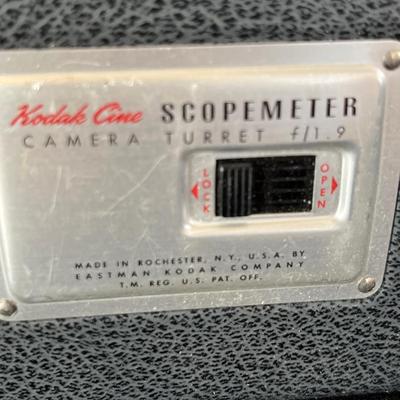 Kodak Cine SCOPEMETER
CAMERA TURRET f/1.9
LOCK
OPEN
MADE IN ROCHESTER, N.Y., U.S.A. BY
EASTMAN KODAK COMPANY
T.M. REG. U.S. PAT. OFF.